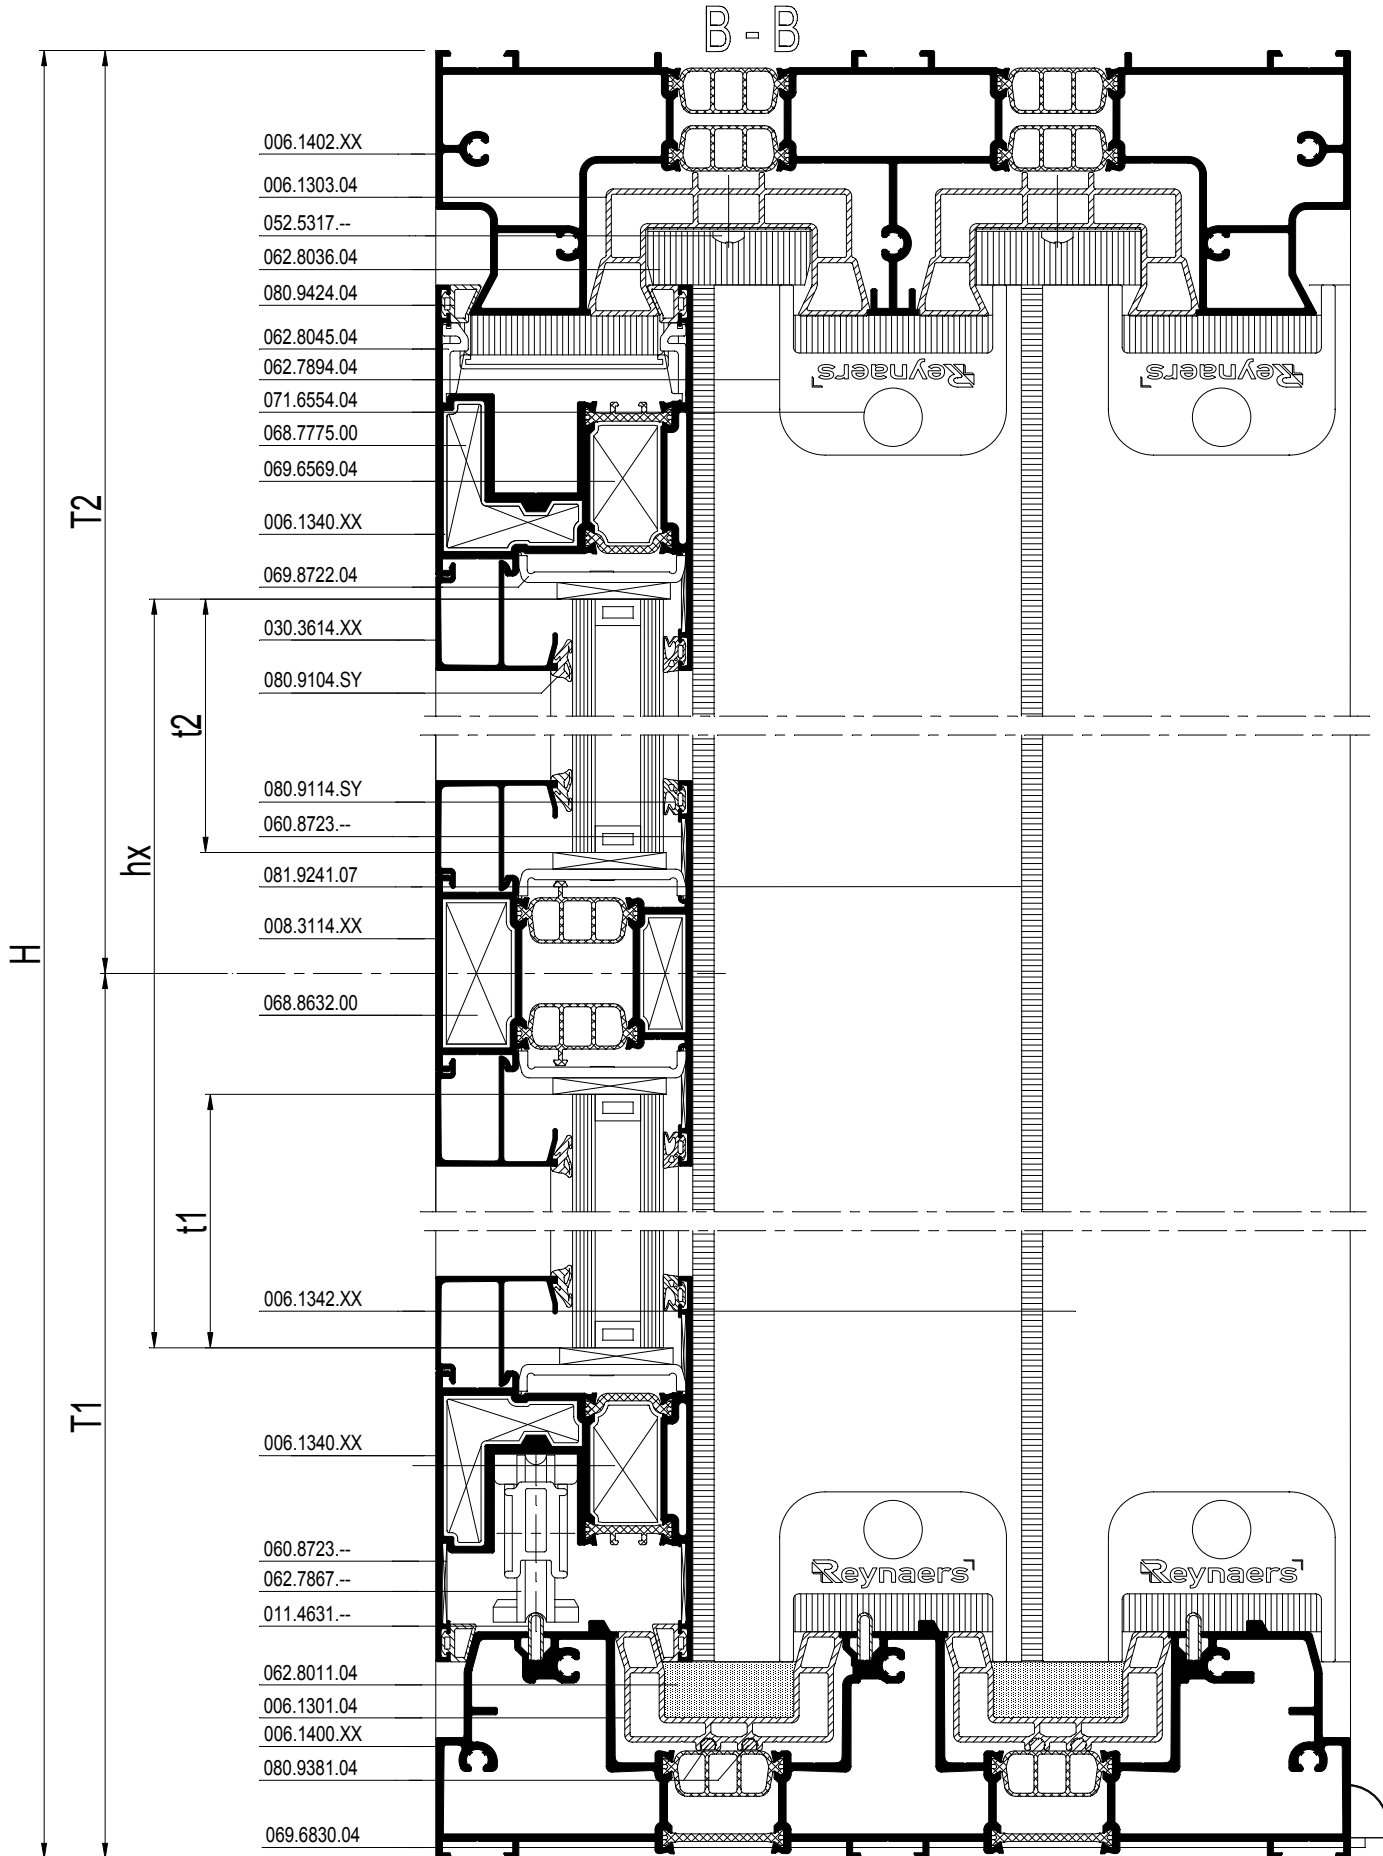 B - B
006.1402.XX
006.1303.04
052.5317.--
062.8036.04
080.9424.04
062.8045.04
062.7894.04
071.6554.04
068.7775.00
069.6569.04
006.1340.XX
069.8722.04
030.3614.XX
080.9104.SY
080.9114.SY
060.8723.--
081.9241.07
008.3114.XX
068.8632.00
006.1342.XX
006.1340.XX
060.8723.--
062.7867.--
011.4631.--
062.8011.04
006.1301.04
006.1400.XX
080.9381.04
069.6830.04
H
T2
T1
hx
t2
t1
Reynaers
Reynaers
Reynaers
Reynaers